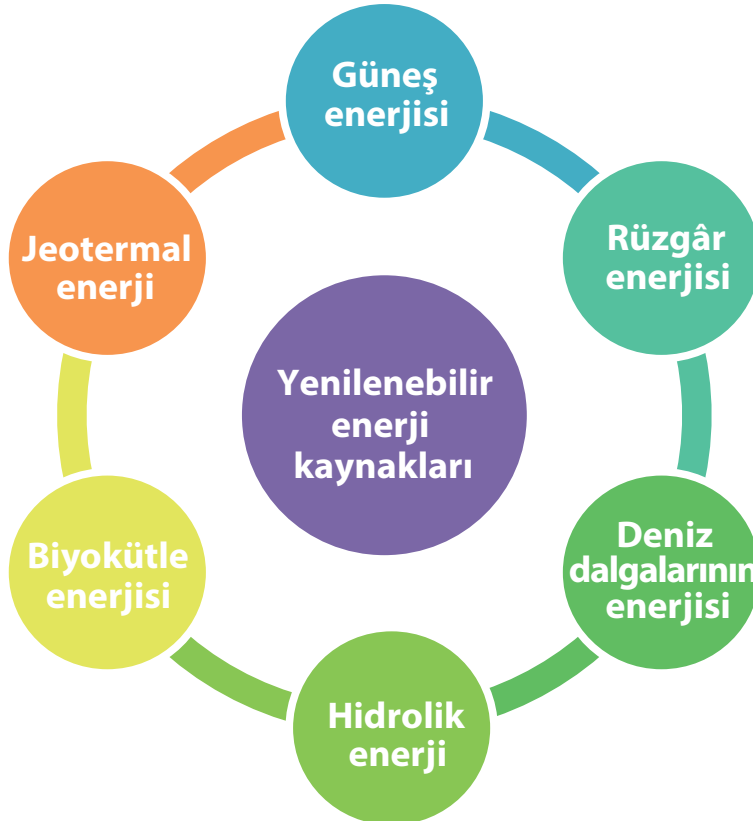 Güneş
enerjisi
Rüzgâr
enerjisi
Deniz
dalgalarının
enerjisi
Hidrolik
enerji
Biyokütle
enerjisi
Jeotermal
enerji
Yenilenebilir
enerji
kaynakları